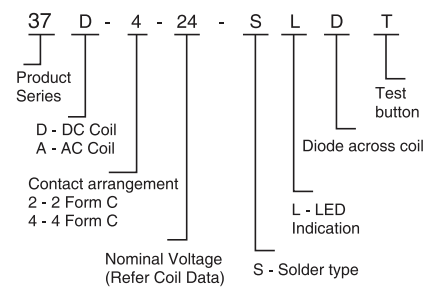 37 D - 4 - 24 - S L D T
Product
Series
Test
button
D - DC Coil
A - AC Coil
Diode across coil
Contact arrangement
2 - 2 Form C
4 - 4 Form C
L - LED
Indication
Nominal Voltage
(Refer Coil Data)
S - Solder type